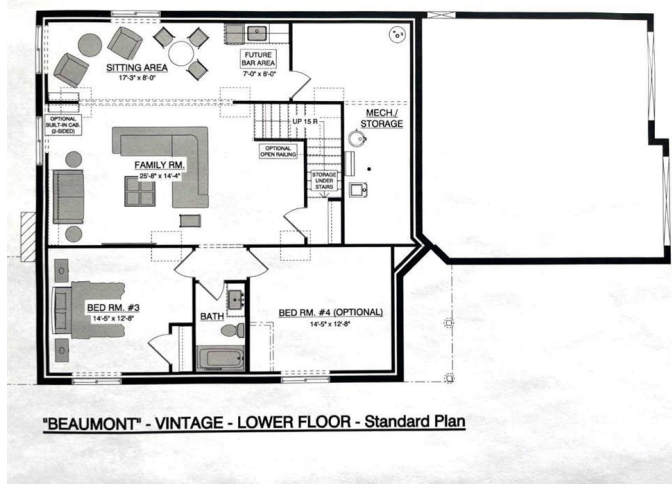 SITTING AREA
17'-3" x 8'-0"
FUTURE
BAR AREA
7'-0" x 8'-0"
MECH./
STORAGE
OPTIONAL
BUILT-IN CAB.
(2-SIDED)
UP 15 R
OPTIONAL
OPEN RAILING
FAMILY RM.
25'-8" x 14'-4"
STORAGE
UNDER
STAIRS
BED RM. #3
14'-5" x 12'-8"
BATH
BED RM. #4 (OPTIONAL)
14'-5" x 12'-8"
"BEAUMONT" - VINTAGE - LOWER FLOOR - Standard Plan